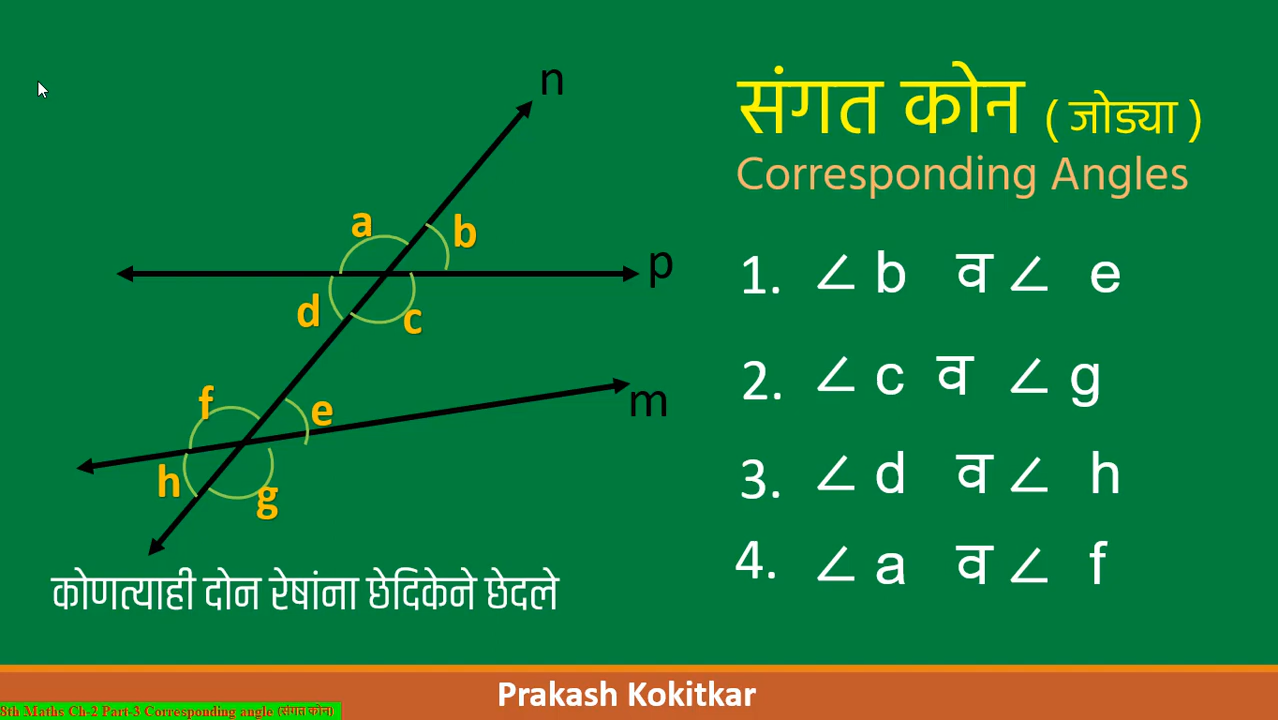 n
a
b
p
d
c
f
e
m
h
g
कोणत्याही दोन रेषांना छेदिकेने छेदले
संगत कोन ( जोड्या )
Corresponding Angles
1. ∠ b व ∠ e
2. ∠ c व ∠ g
3. ∠ d व ∠ h
4. ∠ a व ∠ f
Prakash Kokitkar
8th Maths Ch-2 Part-3 Corresponding angle (संगत कोन)